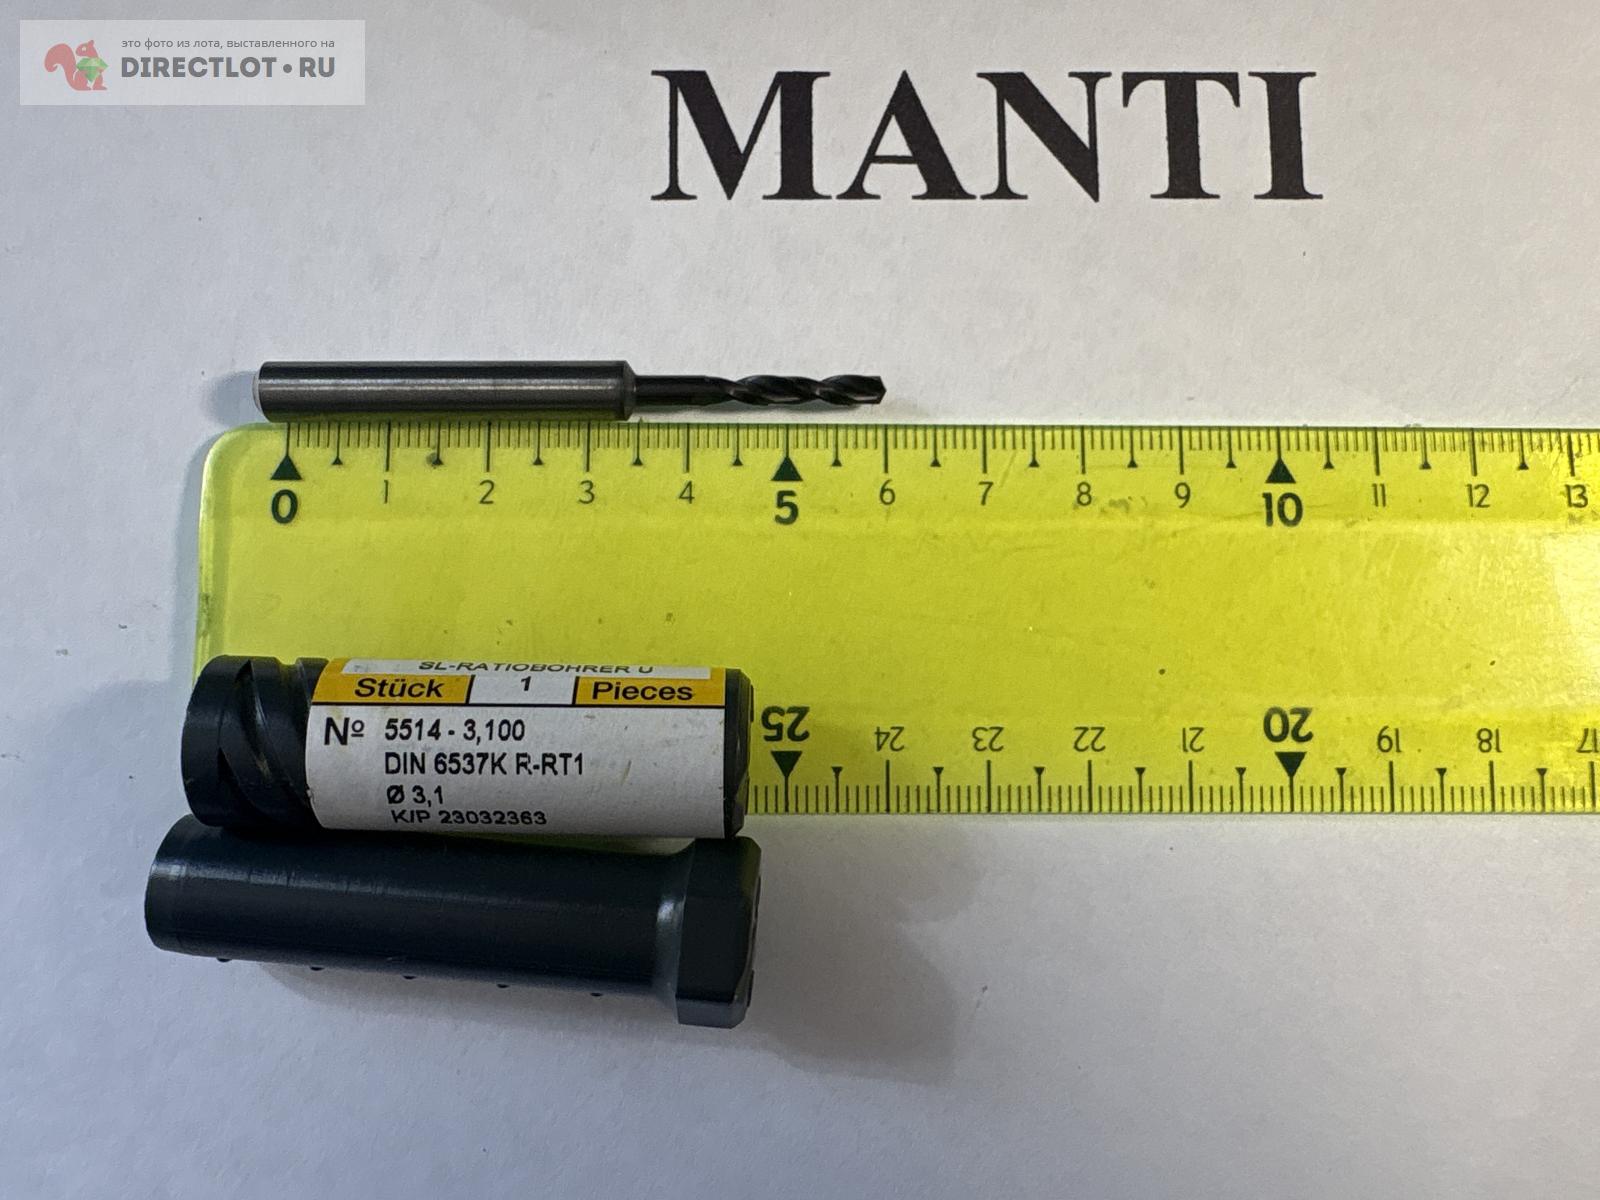 это фото из лота, выставленного на
DIRECTLOT•RU
MANTI
0 1 2 3 4 5 6 7 8 9 10 11 12 13
SL-RATIOBOHRER U
Stück 1 Pieces
Nº 5514 - 3,100
DIN 6537K R-RT1
Ø 3,1
K/P 23032363
25 24 23 22 21 20 19 18 17